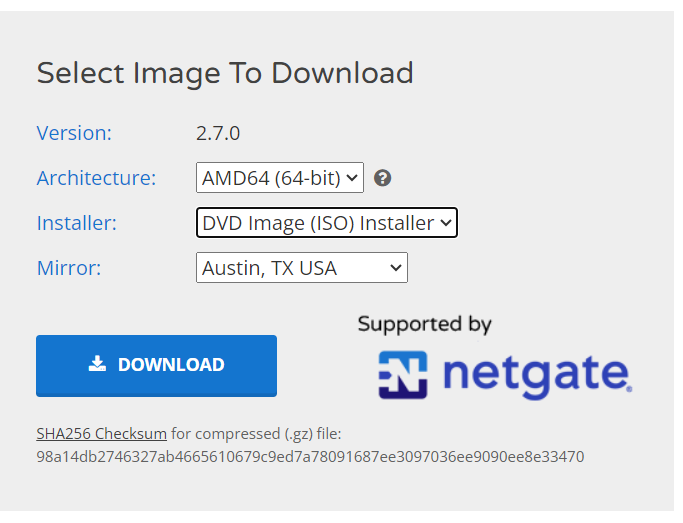 Select Image To Download
Version: 2.7.0
Architecture: AMD64 (64-bit) ?
Installer: DVD Image (ISO) Installer
Mirror: Austin, TX USA
DOWNLOAD
Supported by
N netgate®
SHA256 Checksum for compressed (.gz) file:
98a14db2746327ab4665610679c9ed7a78091687ee3097036ee9090ee8e33470